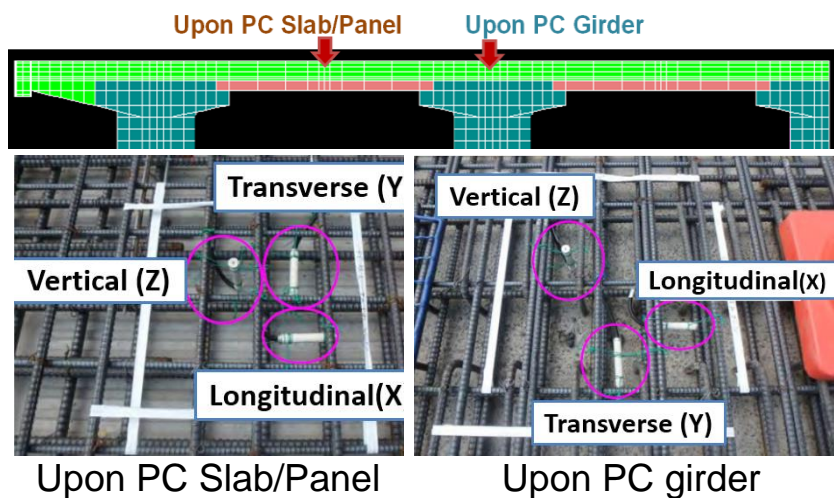 Upon PC Slab/Panel
Upon PC Girder
Transverse (Y
Vertical (Z)
Longitudinal(X
Vertical (Z)
Longitudinal(X)
Transverse (Y)
Upon PC Slab/Panel
Upon PC girder